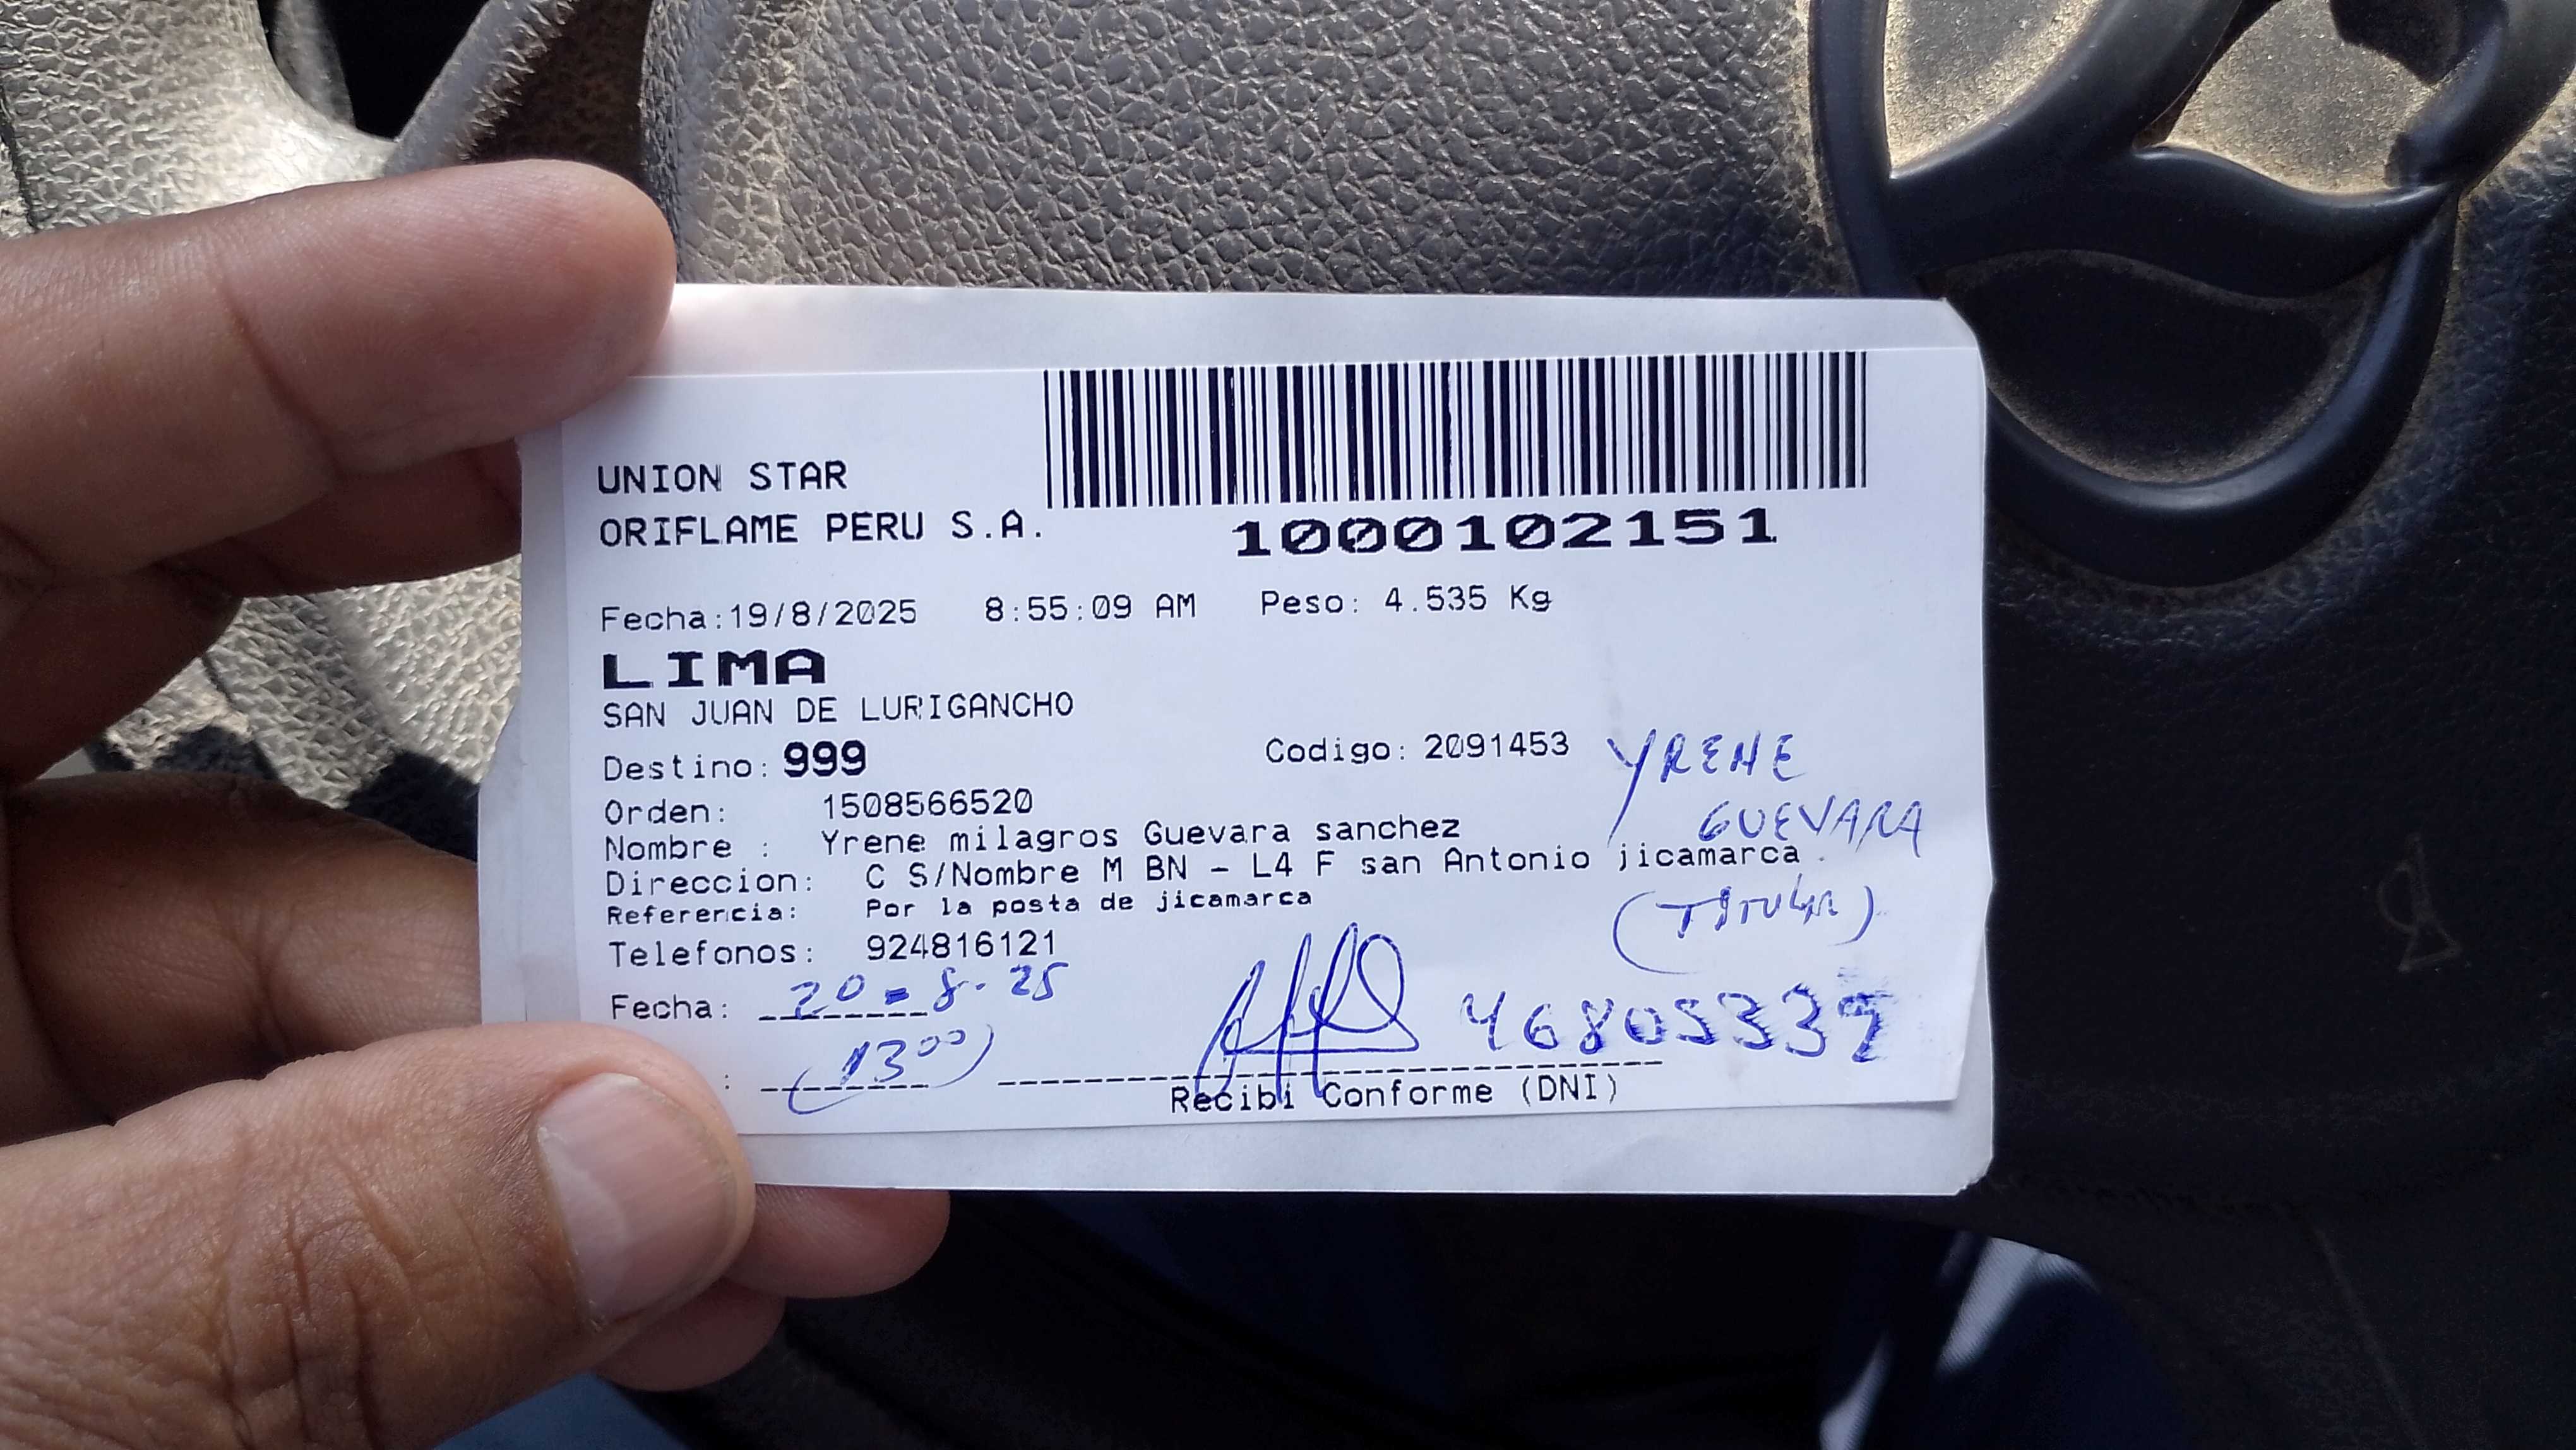 UNION STAR
ORIFLAME PERU S.A.
1000102151
Fecha:19/8/2025 8:55:09 AM Peso: 4.535 Kg
LIMA
SAN JUAN DE LURIGANCHO
Destino: 999 Codigo: 2091453
YRENE
GUEVARA
Orden: 1508566520
Nombre : Yrene milagros Guevara sanchez
Direccion: C S/Nombre M BN - L4 F san Antonio jicamarca
Referencia: Por la posta de jicamarca
(TITULAR)
Telefonos: 924816121
Fecha: 20-8-25
: (13 00)
46805339
Recibi Conforme (DNI)